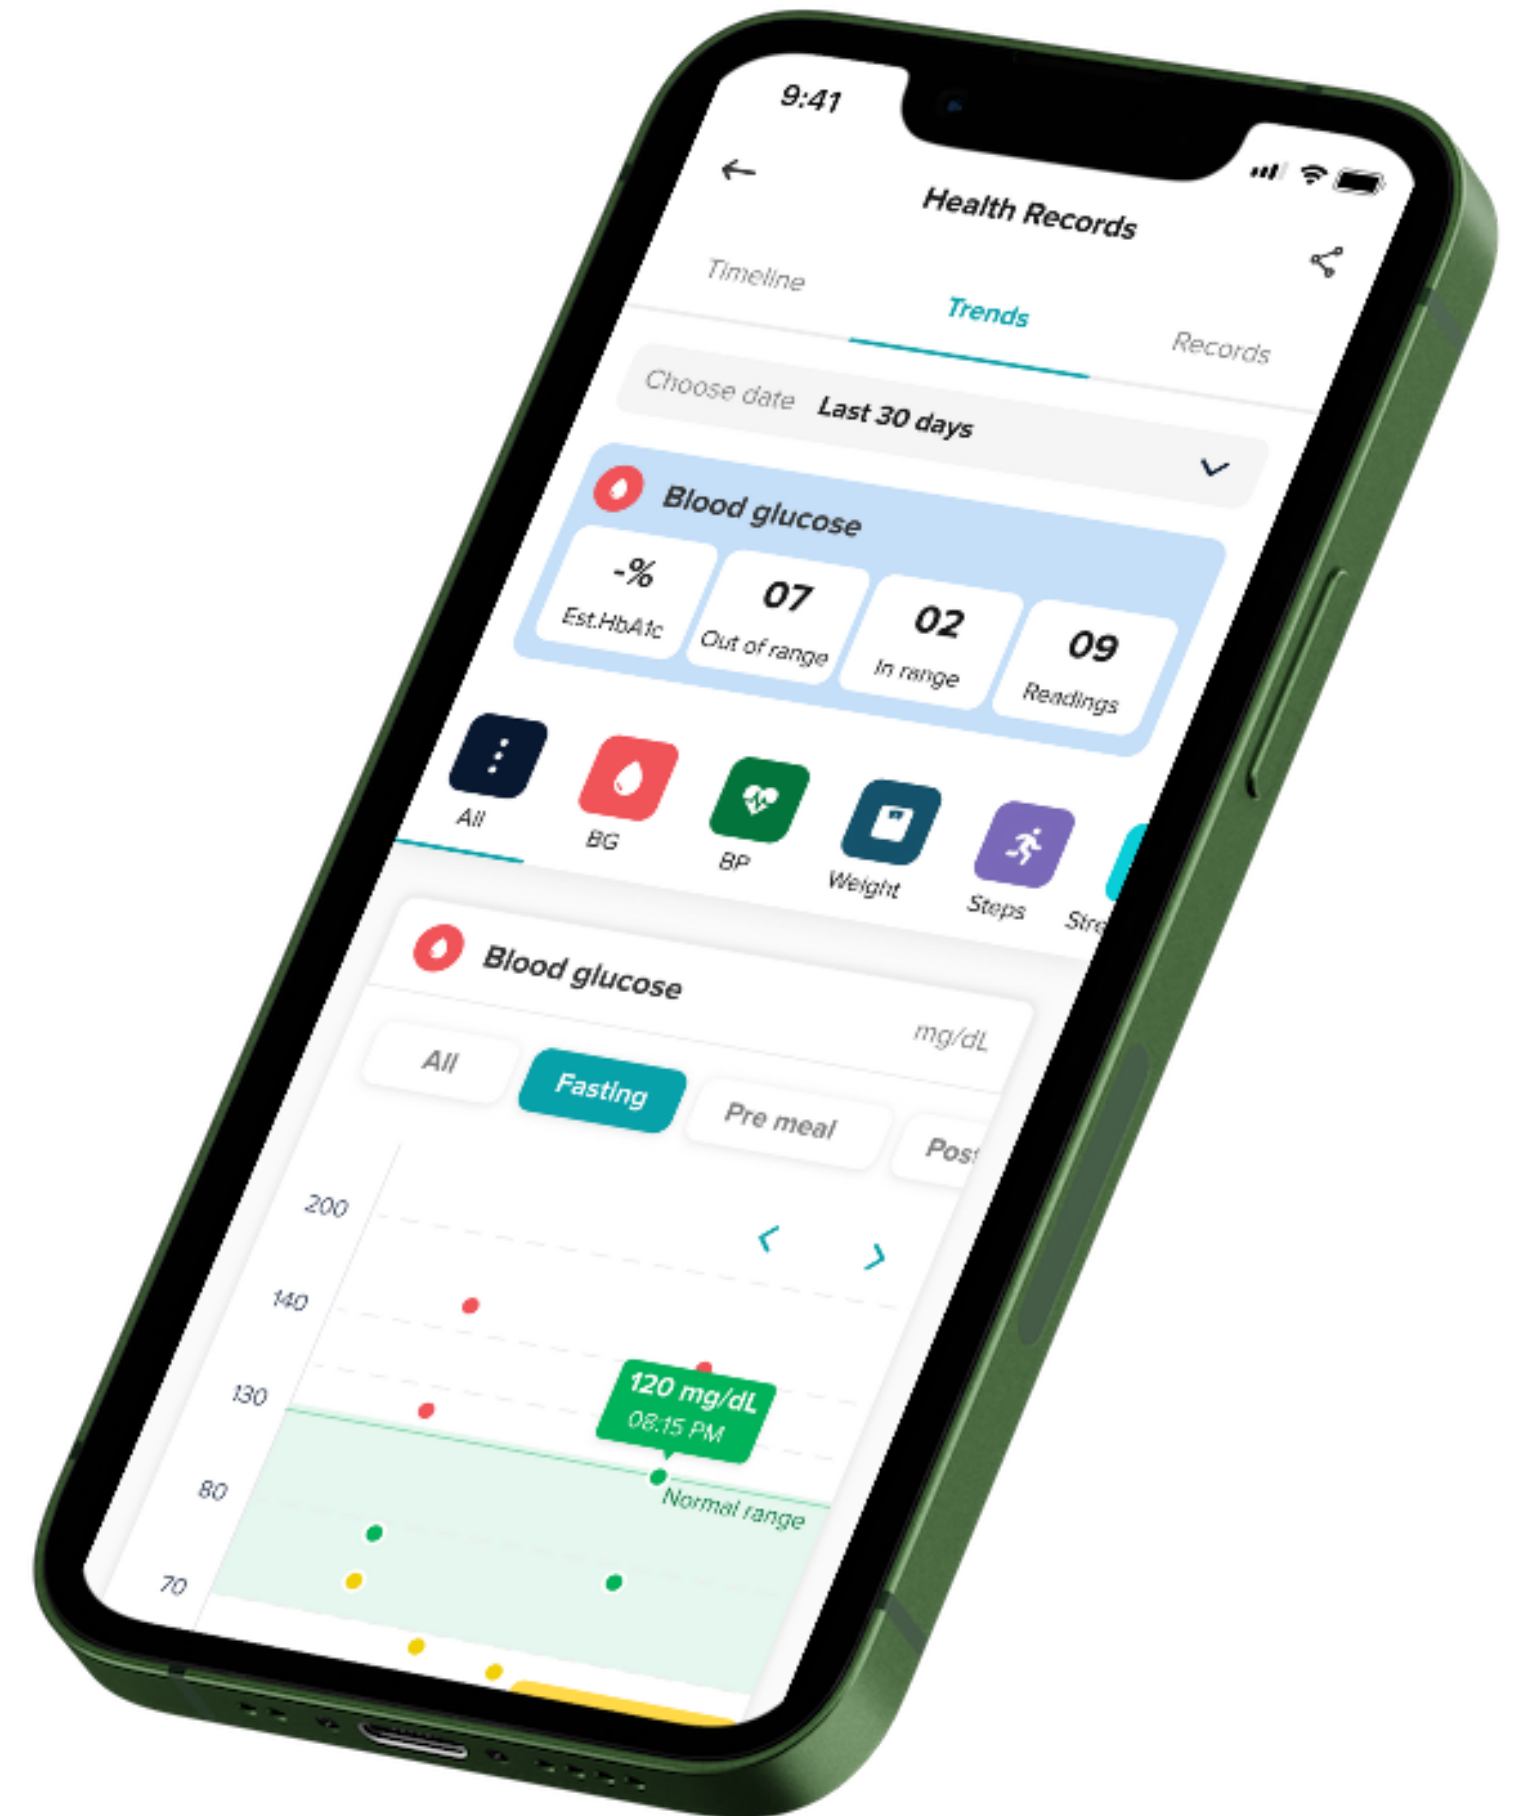 9:41
Health Records
Timeline Trends Records
Choose date Last 30 days
Blood glucose
-% 07 02 09
Est.HbA1c Out of range In range Readings
All BG BP Weight Steps Stre
Blood glucose
mg/dL
All Fasting Pre meal Post
200
140
130
80
70
120 mg/dL
08:15 PM
Normal range